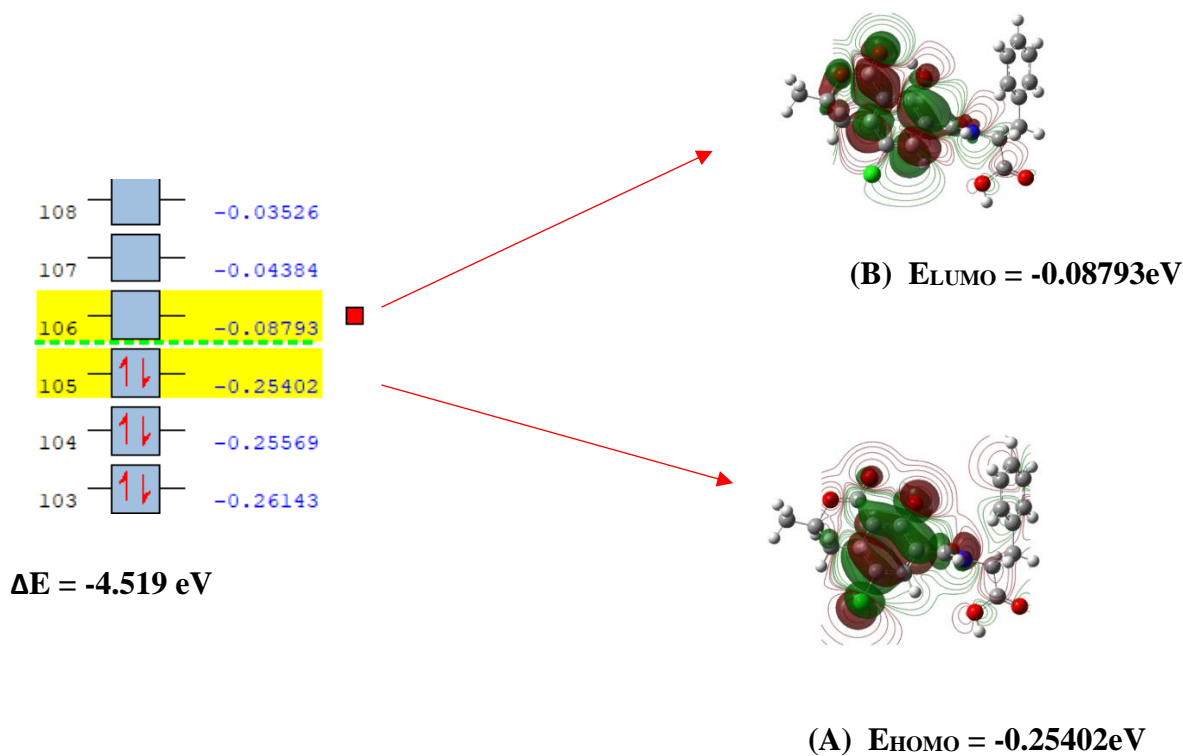 108 -0.03526
107 -0.04384
106 -0.08793
105 -0.25402
104 -0.25569
103 -0.26143
ΔE = -4.519 eV
(B) ELUMO = -0.08793eV
(A) EHOMO = -0.25402eV